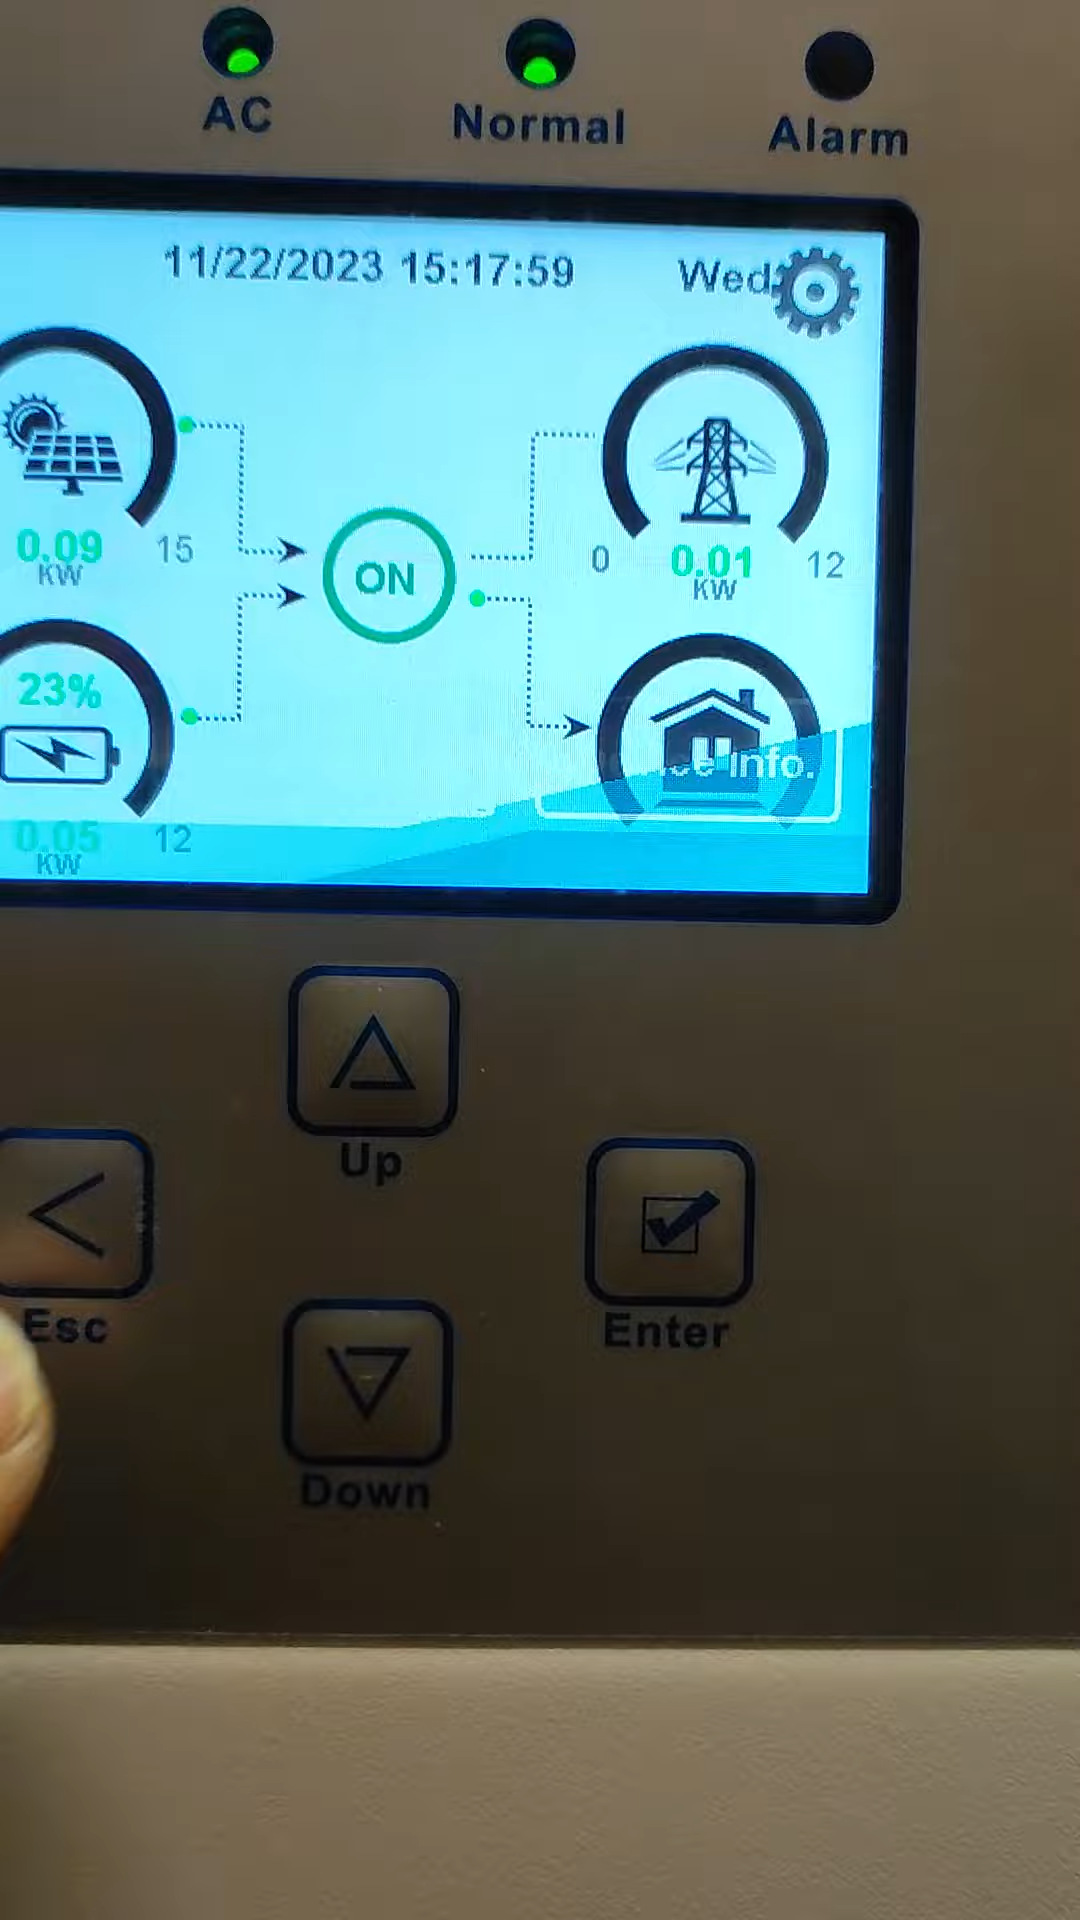 AC
Normal
Alarm
11/22/2023 15:17:59
Wed
0.09
KW
15
ON
0
0.01
KW
12
23%
Info.
0.05
KW
12
Up
Esc
Enter
Down